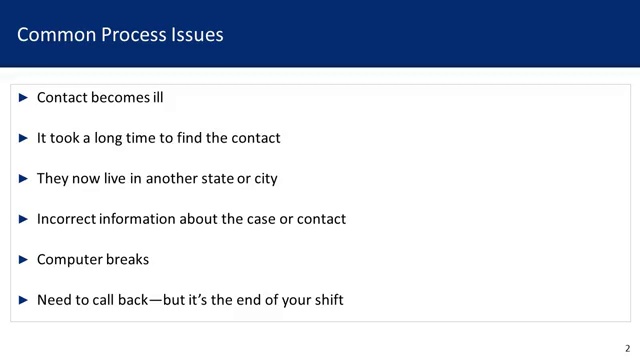 Common Process Issues
► Contact becomes ill
► It took a long time to find the contact
► They now live in another state or city
► Incorrect information about the case or contact
► Computer breaks
► Need to call back—but it's the end of your shift
2